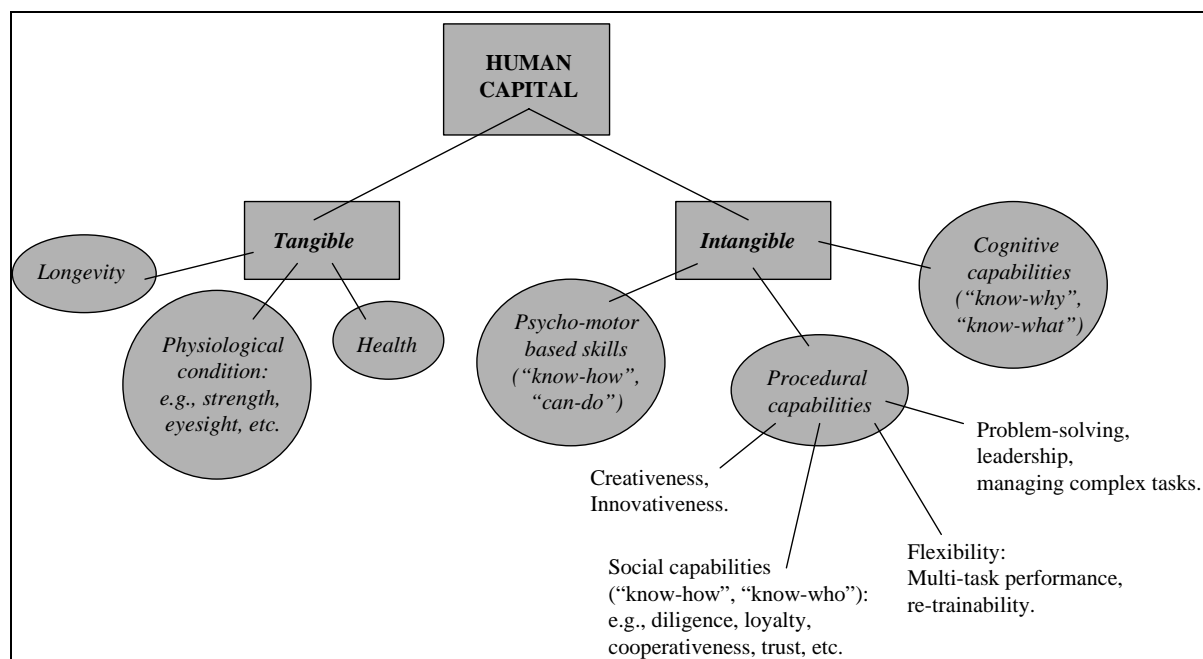 HUMAN
CAPITAL
Tangible
Longevity
Physiological
condition:
e.g., strength,
eyesight, etc.
Health
Intangible
Psycho-motor
based skills
(“know-how”,
“can-do”)
Procedural
capabilities
Cognitive
capabilities
(“know-why”,
“know-what”)
Creativeness,
Innovativeness.
Social capabilities
(“know-how”, “know-who”):
e.g., diligence, loyalty,
cooperativeness, trust, etc.
Flexibility:
Multi-task performance,
re-trainability.
Problem-solving,
leadership,
managing complex tasks.